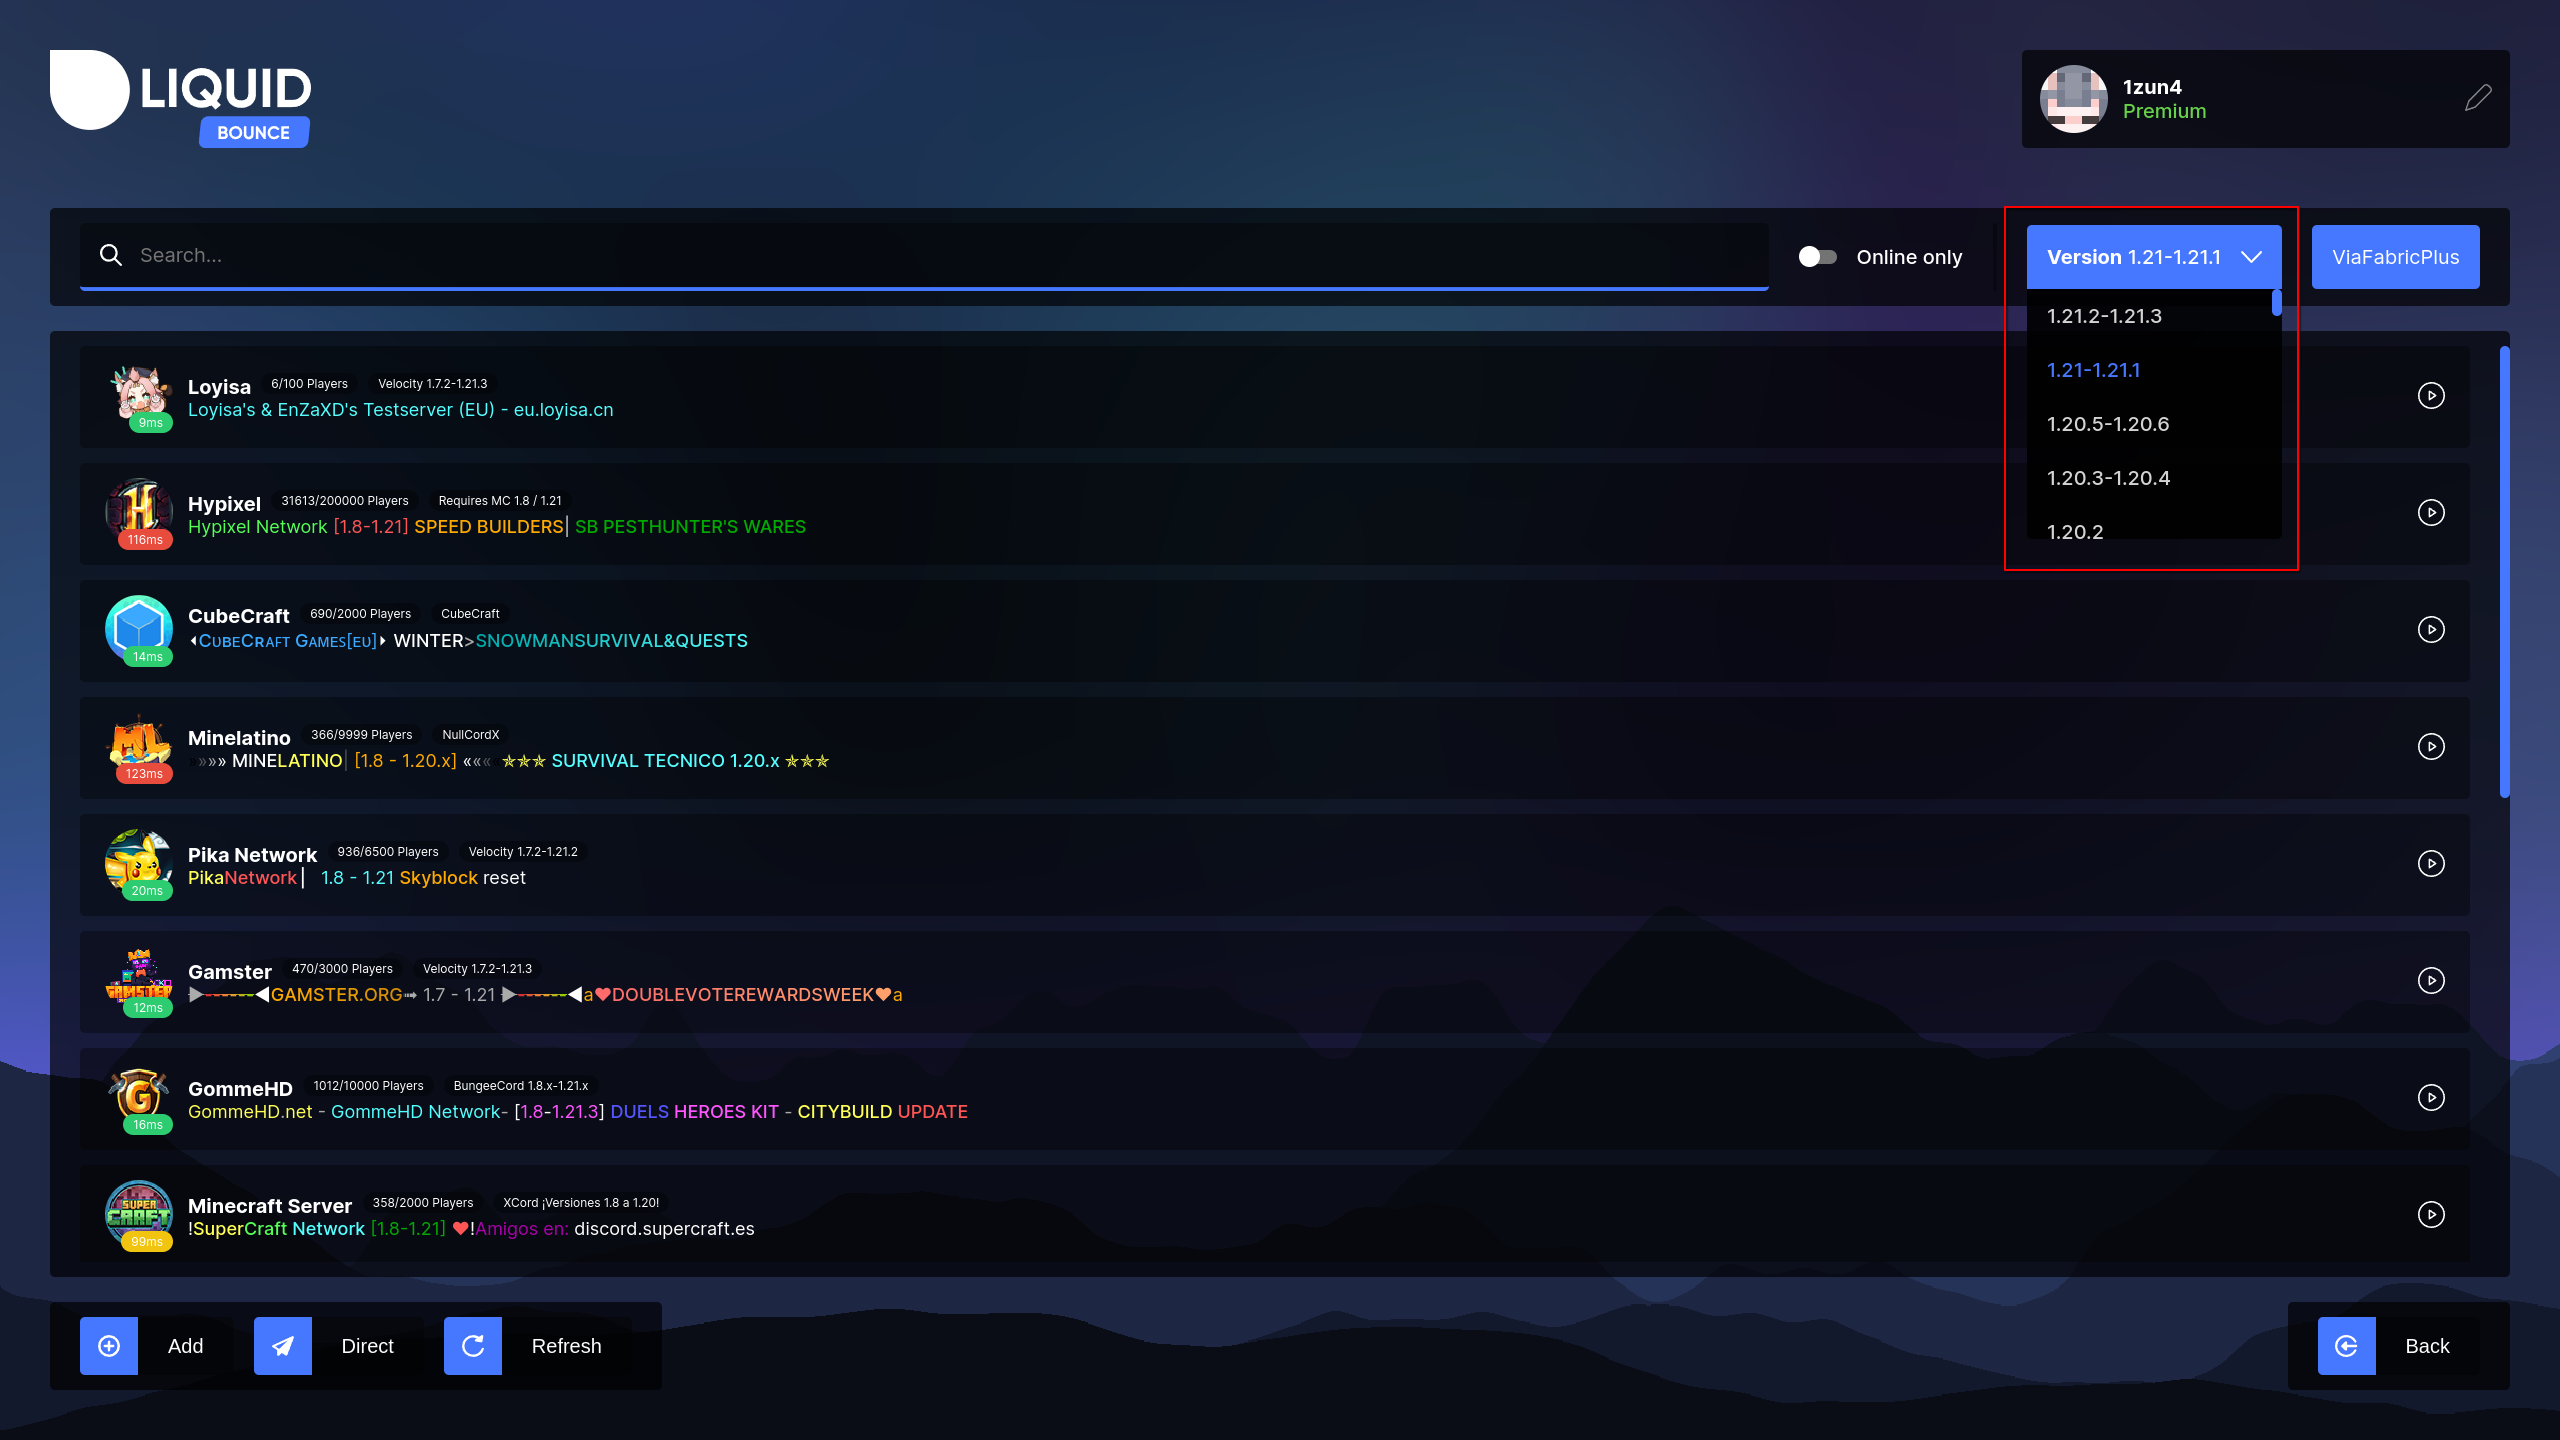 LIQUID
BOUNCE
1zun4
Premium
Search...
Online only
Version 1.21-1.21.1
ViaFabricPlus
1.21.2-1.21.3
1.21-1.21.1
1.20.5-1.20.6
1.20.3-1.20.4
1.20.2
Loyisa 6/100 Players Velocity 1.7.2-1.21.3
Loyisa's & EnZaXD's Testserver (EU) - eu.loyisa.cn
9ms
Hypixel 31613/200000 Players Requires MC 1.8 / 1.21
Hypixel Network [1.8-1.21] SPEED BUILDERS| SB PESTHUNTER'S WARES
116ms
CubeCraft 690/2000 Players CubeCraft
CᴜʙᴇCʀᴀғᴛ Gᴀᴍᴇs[ᴇᴜ] WINTER>SNOWMANSURVIVAL&QUESTS
14ms
Minelatino 366/9999 Players NullCordX
»»»» MINELATINO| [1.8 - 1.20.x] ««« ✯✯✯ SURVIVAL TECNICO 1.20.x ✯✯✯
123ms
Pika Network 936/6500 Players Velocity 1.7.2-1.21.2
PikaNetwork | 1.8 - 1.21 Skyblock reset
20ms
Gamster 470/3000 Players Velocity 1.7.2-1.21.3
▶------◀GAMSTER.ORG➟ 1.7 - 1.21 ▶------◀a❤DOUBLEVOTEREWARDSWEEK❤a
12ms
GommeHD 1012/10000 Players BungeeCord 1.8.x-1.21.x
GommeHD.net - GommeHD Network- [1.8-1.21.3] DUELS HEROES KIT - CITYBUILD UPDATE
16ms
Minecraft Server 358/2000 Players XCord ¡Versiones 1.8 a 1.20!
!SuperCraft Network [1.8-1.21] ❤!Amigos en: discord.supercraft.es
99ms
Add
Direct
Refresh
Back